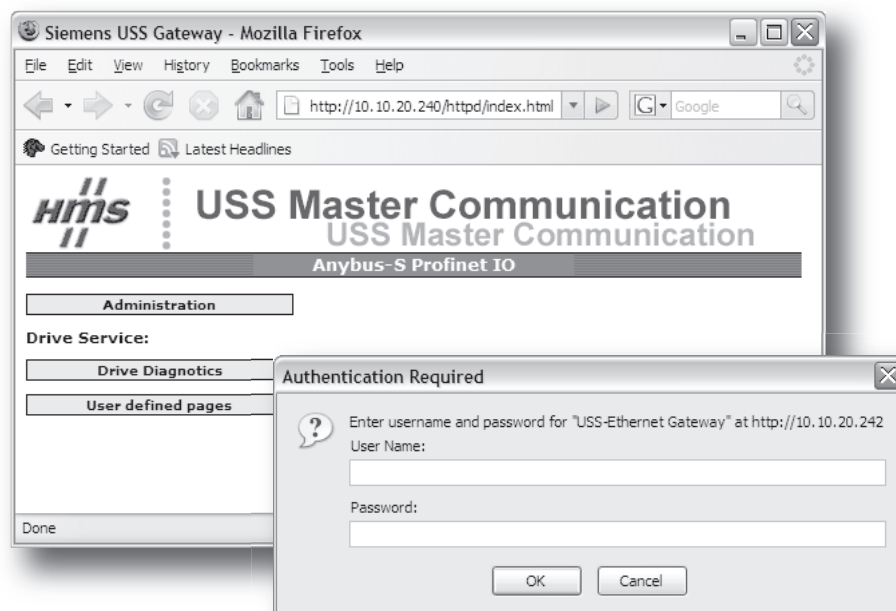 Siemens USS Gateway - Mozilla Firefox
File Edit View History Bookmarks Tools Help
http://10.10.20.240/httpd/index.html G Google
Getting Started Latest Headlines
HMS USS Master Communication
USS Master Communication
Anybus-S Profinet IO
Administration
Drive Service:
Drive Diagnotics
User defined pages
Done
Authentication Required
Enter username and password for "USS-Ethernet Gateway" at http://10.10.20.242
User Name:
Password:
OK Cancel